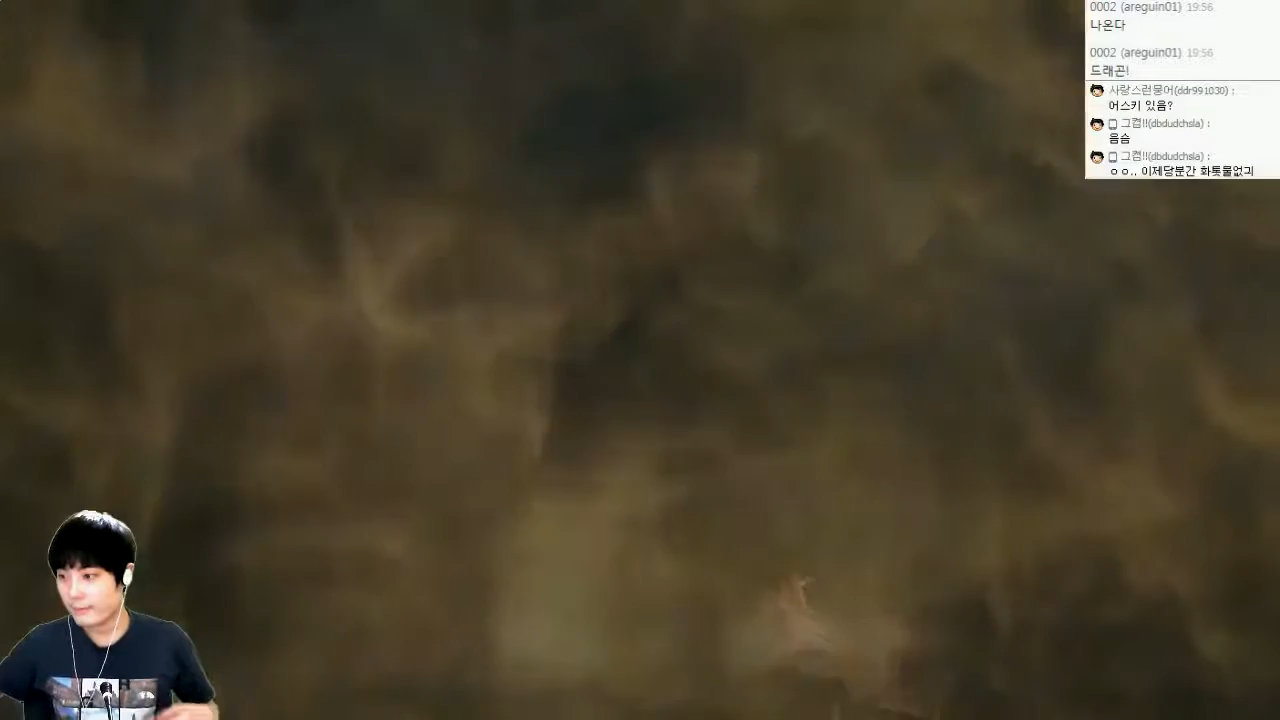 0002 (areguin01) 19:56
나온다
0002 (areguin01) 19:56
드래곤!
사랑스런뭉어(ddr991030) :
어스키 있음?
그켬!!(dbdudchsla) :
음슴
그켬!!(dbdudchsla) :
ㅇㅇ.. 이제당분간 화톳불없긔